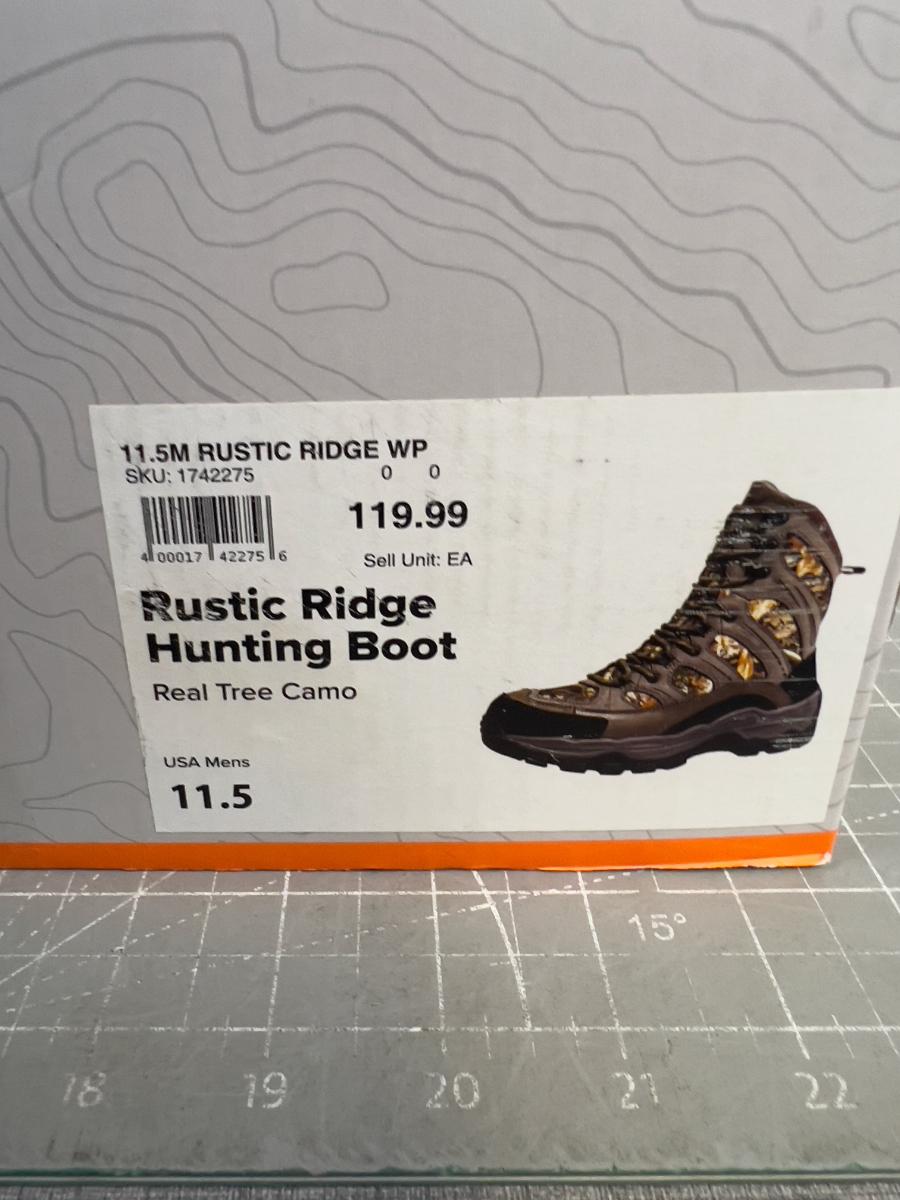 11.5M RUSTIC RIDGE WP
SKU: 1742275 0 0
119.99
4 00017 42275 6
Sell Unit: EA
Rustic Ridge
Hunting Boot
Real Tree Camo
USA Mens
11.5
15°
18 19 20 21 22